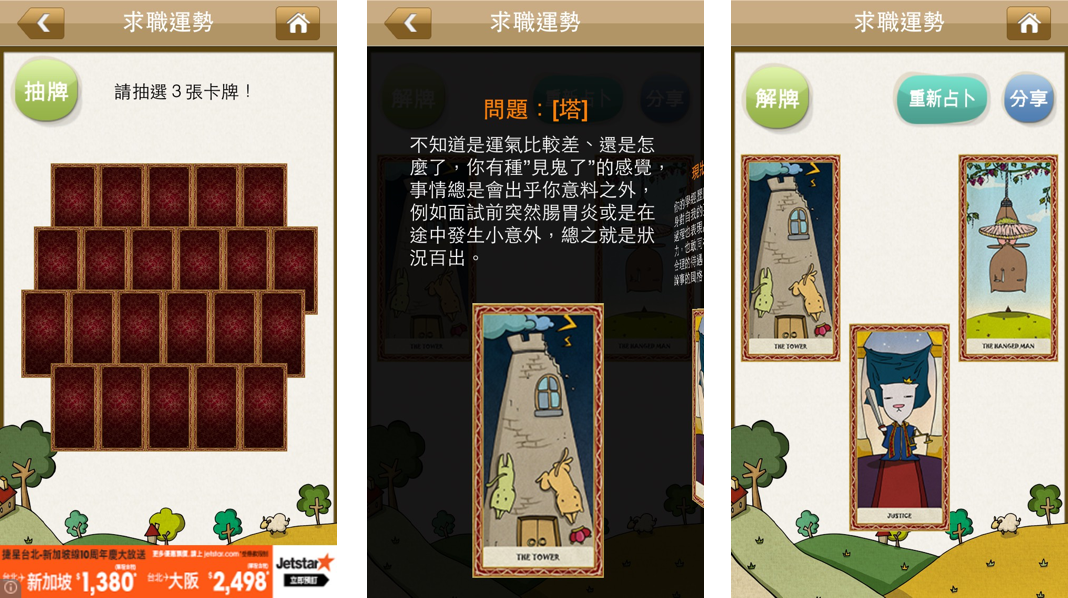 求職運勢
抽牌
請抽選3張卡牌！
捷星台北-新加坡線10周年慶大放送
更多優惠價票,請上 jetstar.com
台北→新加坡 $1,380
台北→大阪 $2,498
Jetstar
立即預訂
求職運勢
解牌
重新占卜
分享
問題：[塔]
不知道是運氣比較差、還是怎
麼了，你有種”見鬼了”的感覺，
事情總是會出乎你意料之外，
例如面試前突然腸胃炎或是在
途中發生小意外，總之就是狀
況百出。
THE TOWER
THE HANGED MAN
THE TOWER
求職運勢
解牌
重新占卜
分享
THE TOWER
THE HANGED MAN
JUSTICE